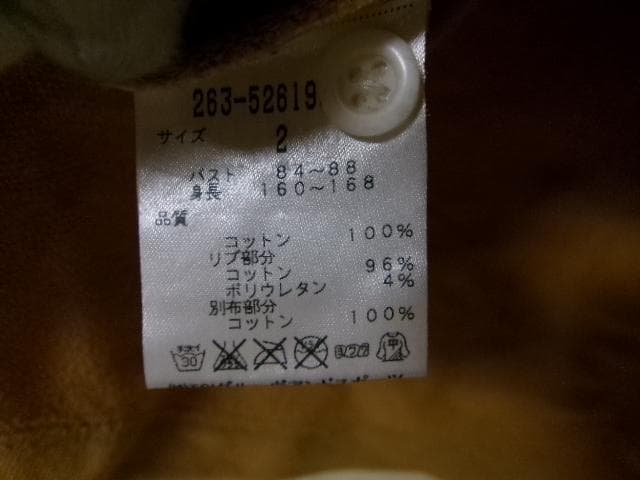 263-52619
サイズ 2
バスト 84~88
身長 160~168
品質
コットン 100%
リブ部分
コットン 96%
ポリウレタン 4%
別布部分
コットン 100%
30 中